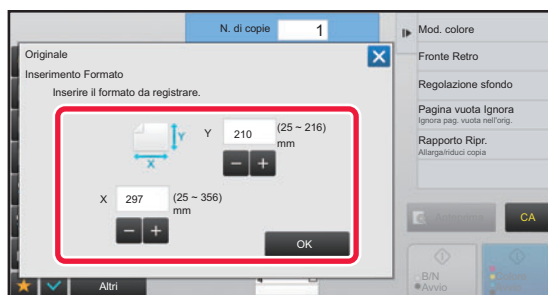 N. di copie 1
Originale
Inserimento Formato
Inserire il formato da registrare.
Y
X
Y 210 (25 ~ 216)
mm
X 297 (25 ~ 356)
mm
OK
Altri
Mod. colore
Fronte Retro
Regolazione sfondo
Pagina vuota Ignora
Ignora pag. vuota nell'orig.
Rapporto Ripr.
Allarga/riduci copia
CA
B/N
Avvio